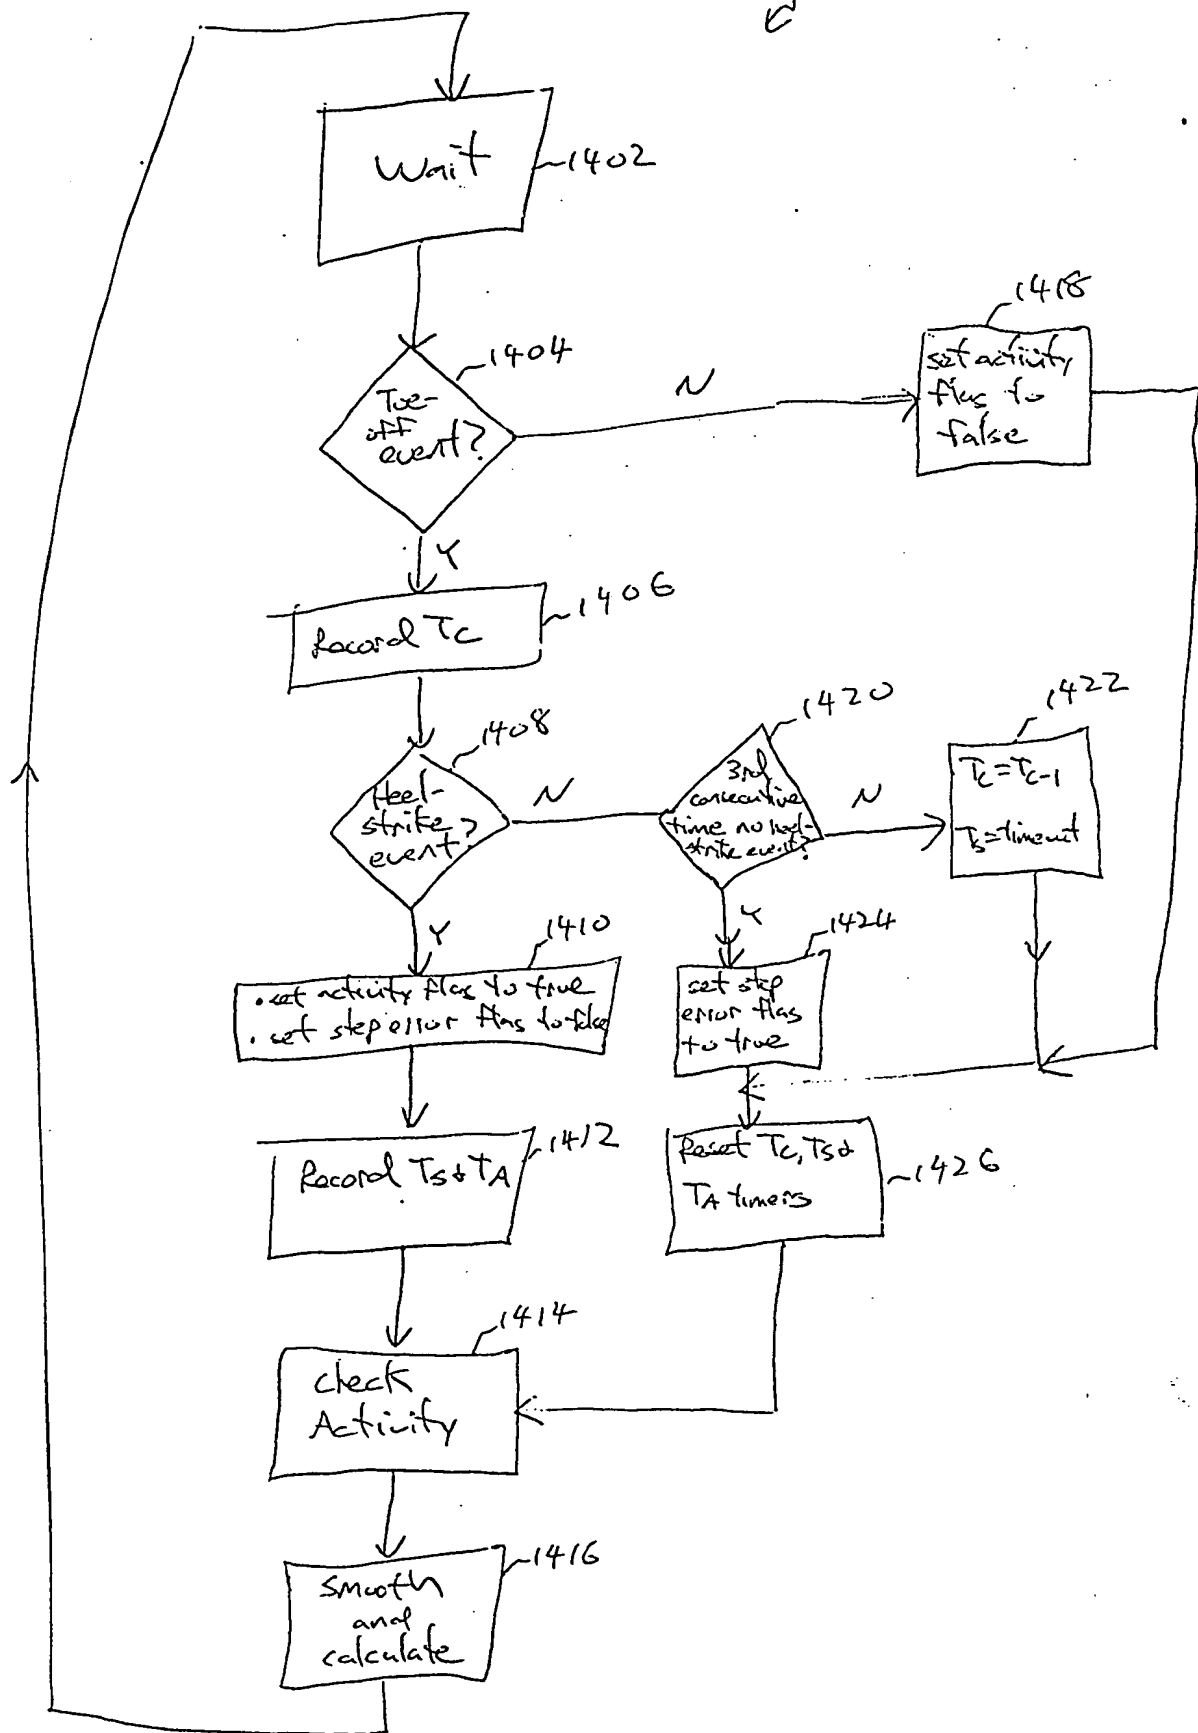 Wait
1402
1404
Toe-
off
event?
N
1418
set activity
flag to
false
Y
1406
Record Tc
1408
Heel-
strike
event?
N
1420
3rd
consecutive
time no heel-
strike event?
N
1422
Tc=Tc-1
Ts=timeout
Y
1410
. set activity flag to true
. set step error flag to false
Y
1424
set step
error flag
to true
1412
Record Ts & TA
Reset Tc, Ts &
TA timers
1426
1414
check
Activity
1416
smooth
and
calculate